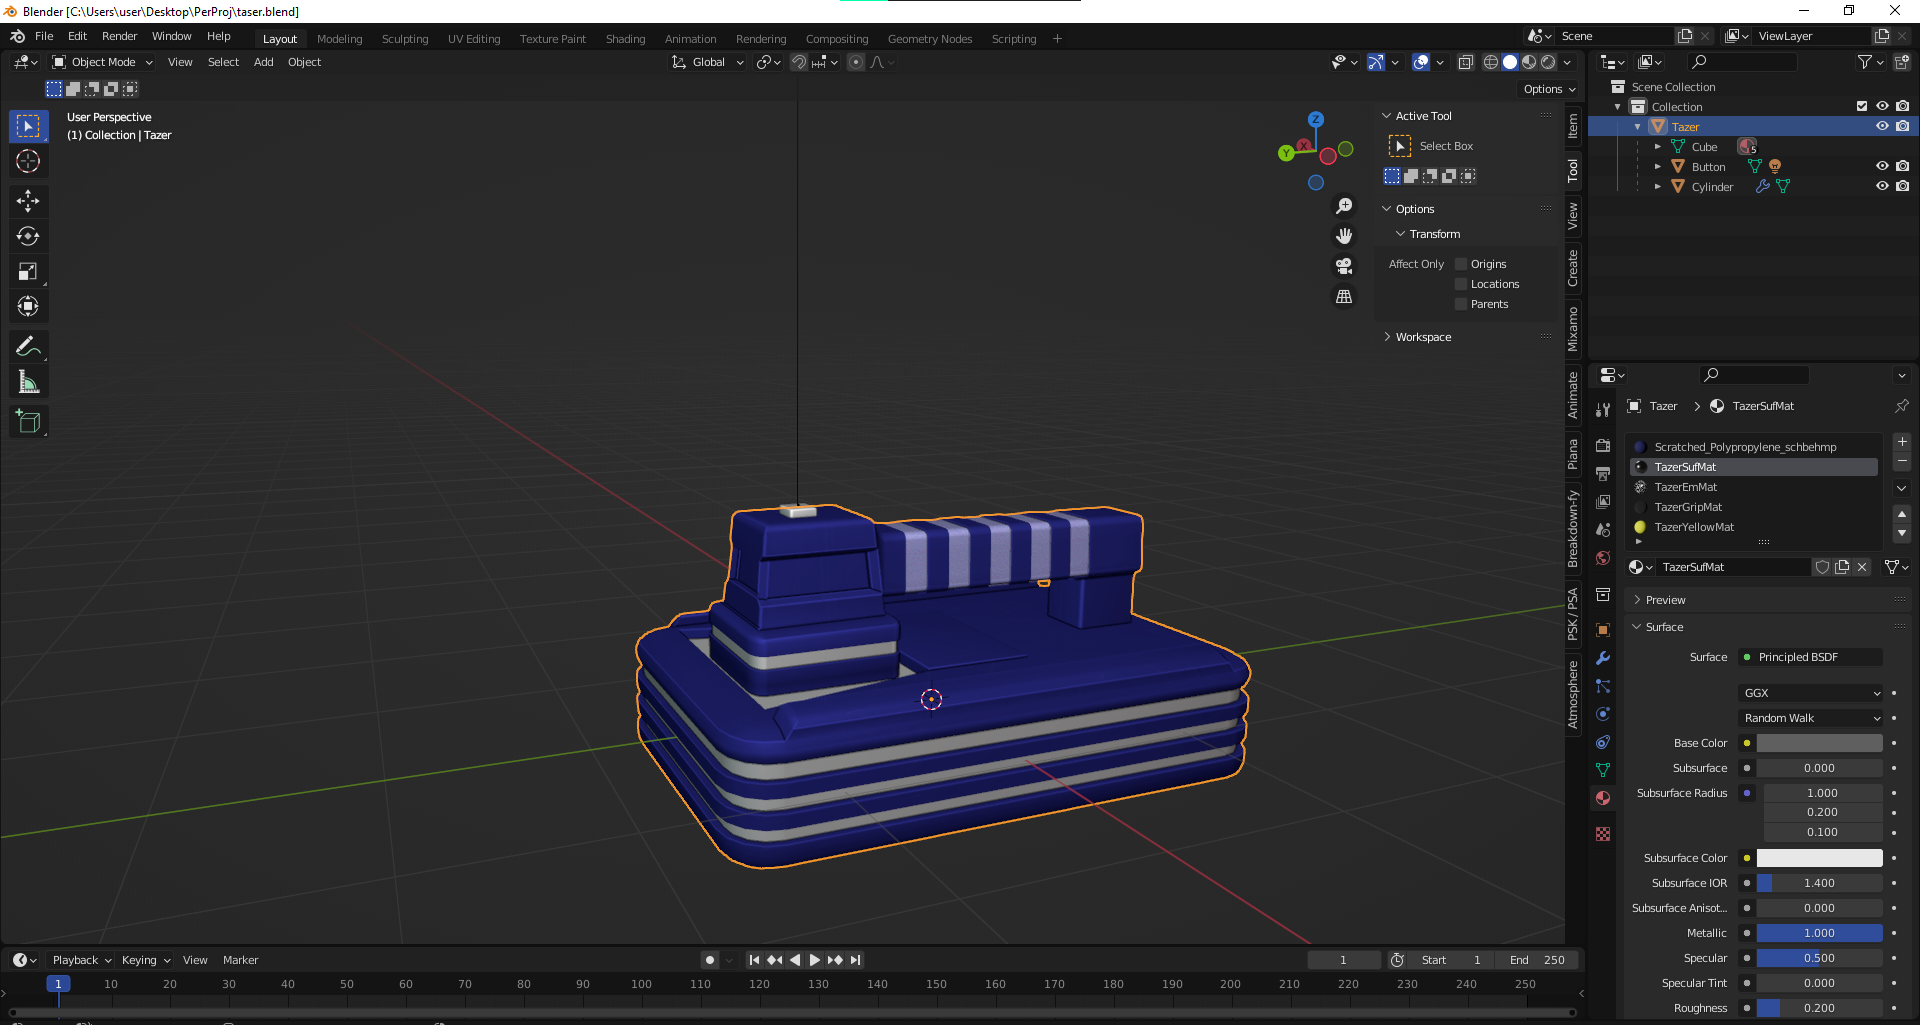 Blender [C:\Users\user\Desktop\PerProj\taser.blend]
File Edit Render Window Help Layout Modeling Sculpting UV Editing Texture Paint Shading Animation Rendering Compositing Geometry Nodes Scripting + Scene ViewLayer
Object Mode View Select Add Object Global
Options
User Perspective
(1) Collection | Tazer
Z
Y
X
Active Tool
Select Box
Options
Transform
Affect Only Origins
Locations
Parents
Workspace
Item
Tool
View
Create
Mixamo
Animate
Piana
Breakdown-fy
PSK / PSA
Atmosphere
Scene Collection
Collection
Tazer
Cube 5
Button
Cylinder
Tazer > TazerSufMat
Scratched_Polypropylene_schbehmp
TazerSufMat
TazerEmMat
TazerGripMat
TazerYellowMat
TazerSufMat
Preview
Surface
Surface Principled BSDF
GGX
Random Walk
Base Color
Subsurface 0.000
Subsurface Radius 1.000
0.200
0.100
Subsurface Color
Subsurface IOR 1.400
Subsurface Anisot... 0.000
Metallic 1.000
Specular 0.500
Specular Tint 0.000
Roughness 0.200
Playback Keying View Marker 1 Start 1 End 250
1 10 20 30 40 50 60 70 80 90 100 110 120 130 140 150 160 170 180 190 200 210 220 230 240 250